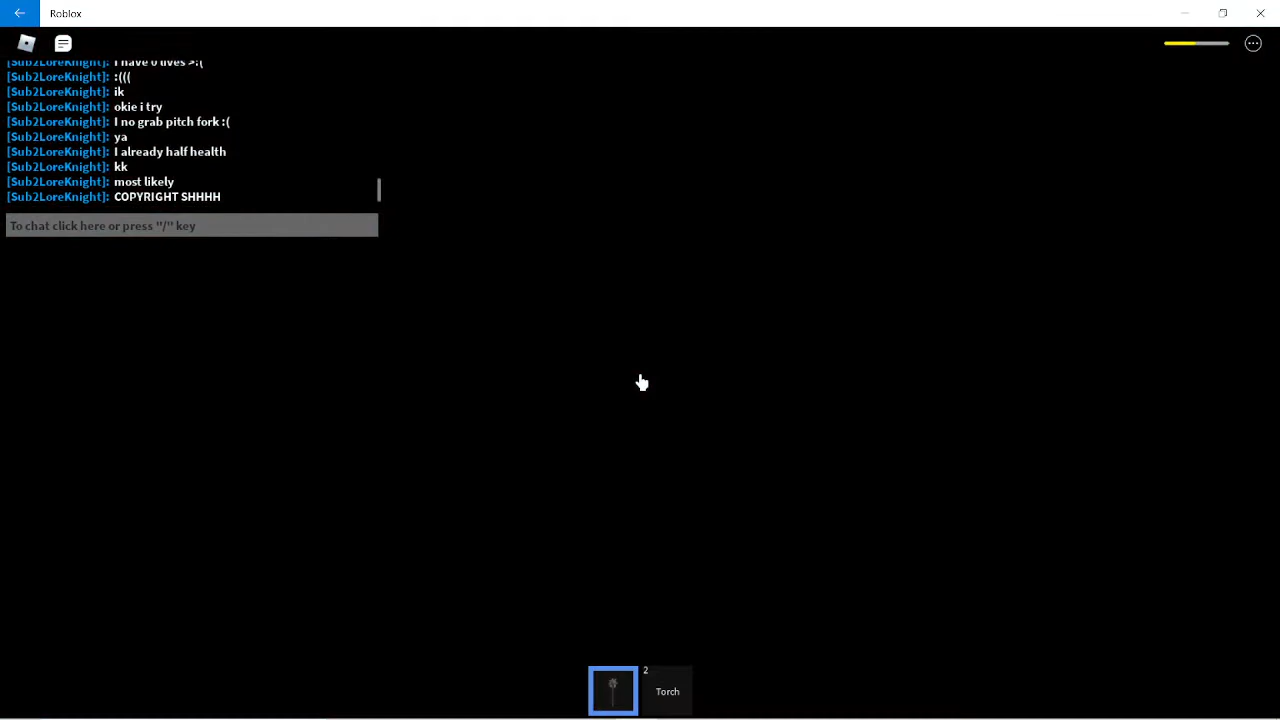 Roblox
[Sub2LoreKnight]: I have 0 lives >:(
[Sub2LoreKnight]: :(((
[Sub2LoreKnight]: ik
[Sub2LoreKnight]: okie i try
[Sub2LoreKnight]: I no grab pitch fork :(
[Sub2LoreKnight]: ya
[Sub2LoreKnight]: I already half health
[Sub2LoreKnight]: kk
[Sub2LoreKnight]: most likely
[Sub2LoreKnight]: COPYRIGHT SHHHH
To chat click here or press "/" key
2
Torch